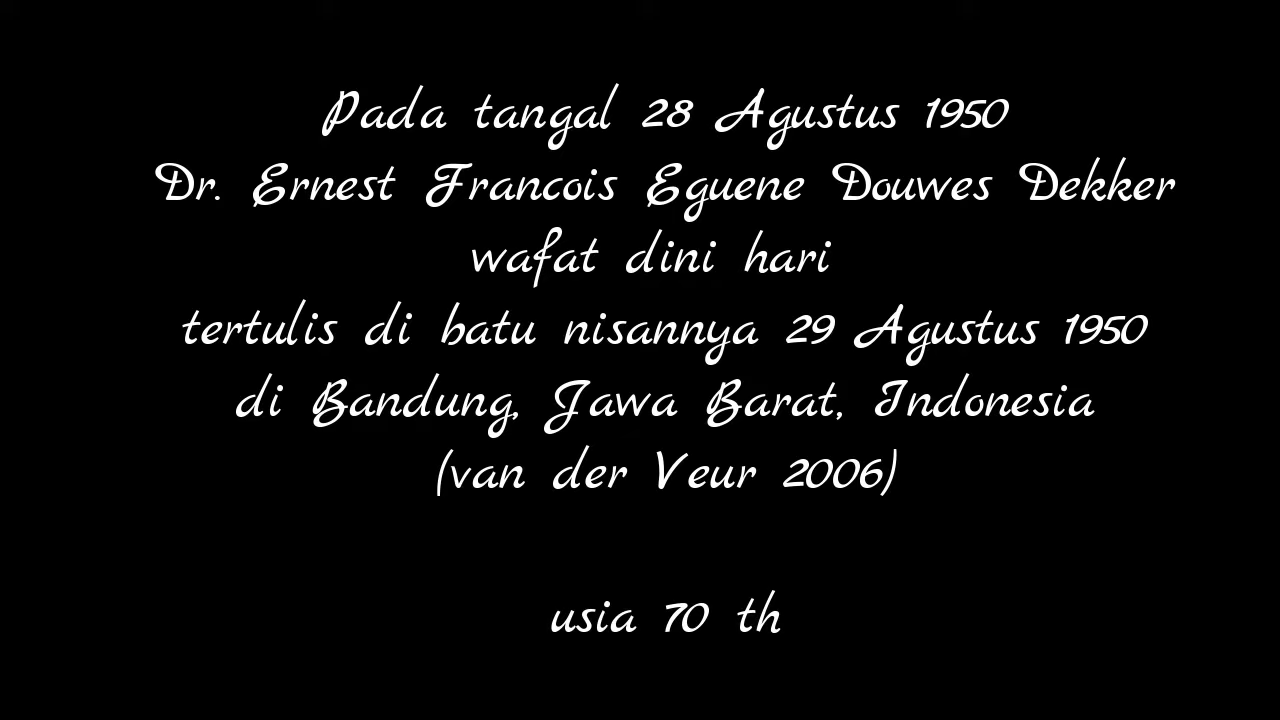 Pada tangal 28 Agustus 1950
Dr. Ernest Francois Eguene Douwes Dekker
wafat dini hari
tertulis di batu nisannya 29 Agustus 1950
di Bandung, Jawa Barat, Indonesia
(van der Veur 2006)
usia 70 th